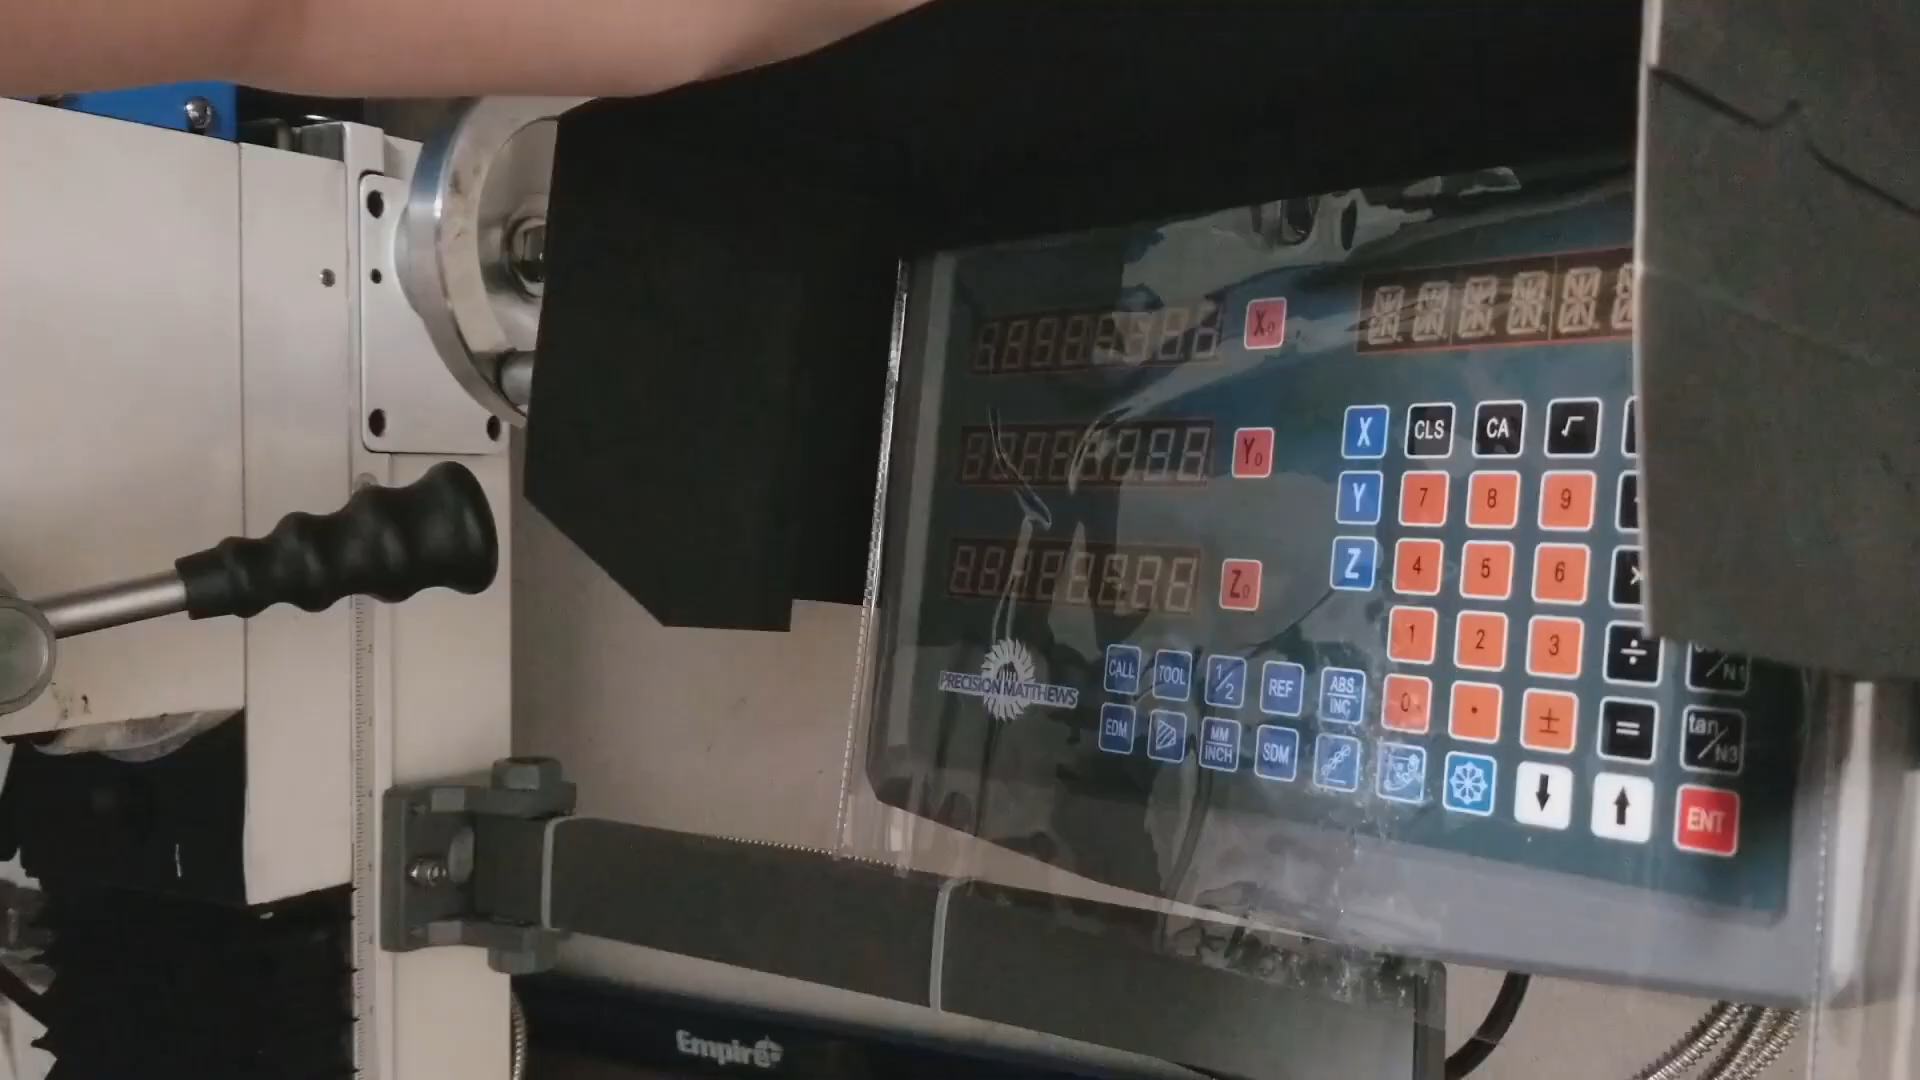 X₀
Y₀
Z₀
X CLS CA √
Y 7 8 9
Z 4 5 6 ×
1 2 3 ÷
0 . ± = tan/N3
CALL TOOL 1/2 REF ABS/INC
EDM MM/INCH SDM
ENT
PRECISION MATTHEWS
Empire